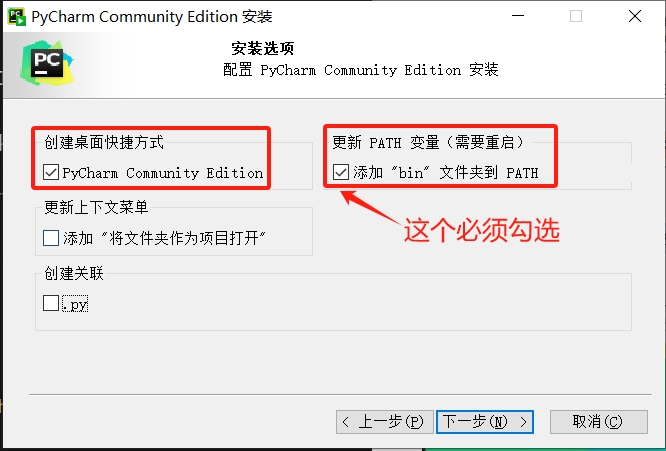 PyCharm Community Edition 安装
PC
安装选项
配置 PyCharm Community Edition 安装
创建桌面快捷方式
PyCharm Community Edition
更新 PATH 变量(需要重启)
添加 "bin" 文件夹到 PATH
这个必须勾选
更新上下文菜单
添加 "将文件夹作为项目打开"
创建关联
.py
< 上一步(P)
下一步(N) >
取消(C)